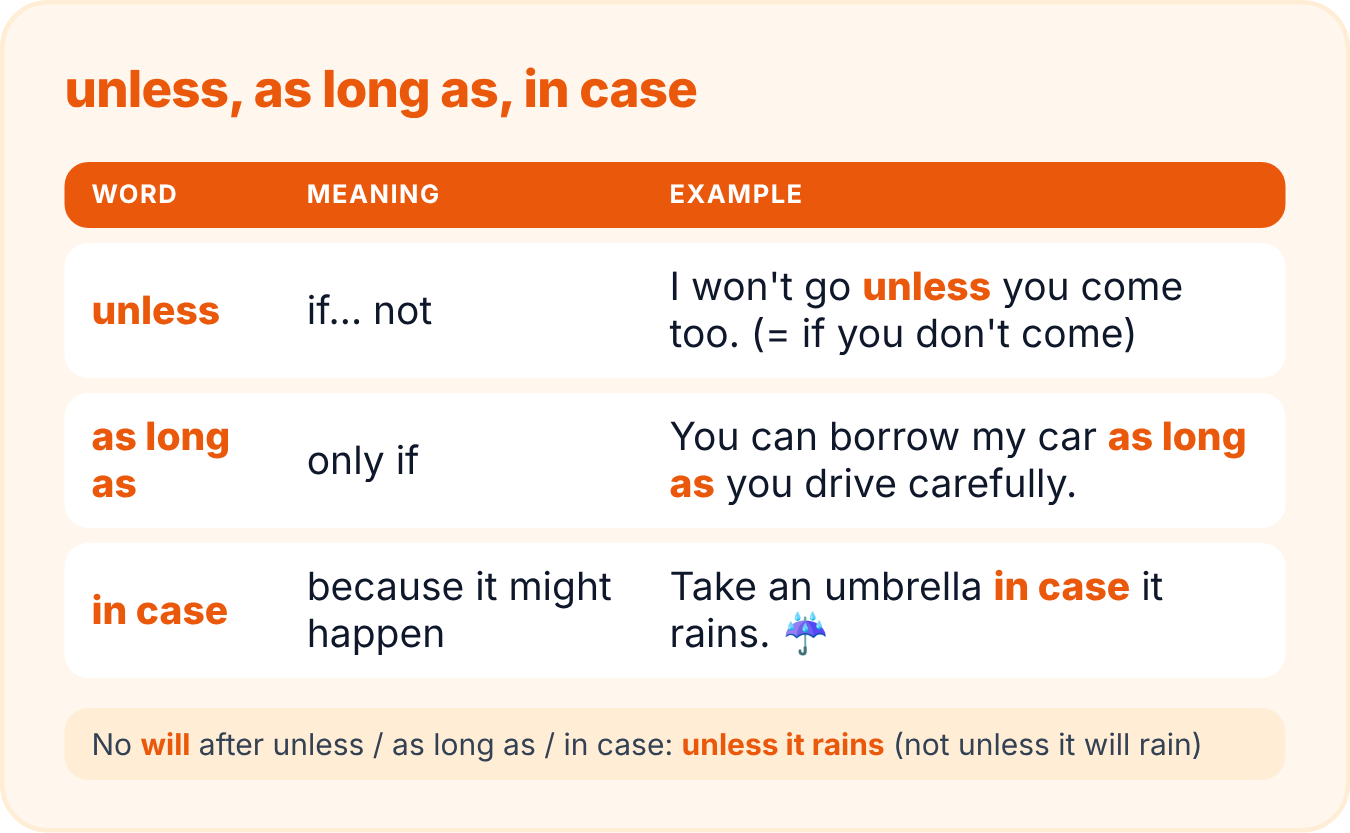 unless, as long as, in case
WORD MEANING EXAMPLE
unless if... not I won't go unless you come
too. (= if you don't come)
as long
as
only if
You can borrow my car as long
as you drive carefully.
in case
because it might
happen
Take an umbrella in case it
rains. ☔
No will after unless / as long as / in case: unless it rains (not unless it will rain)